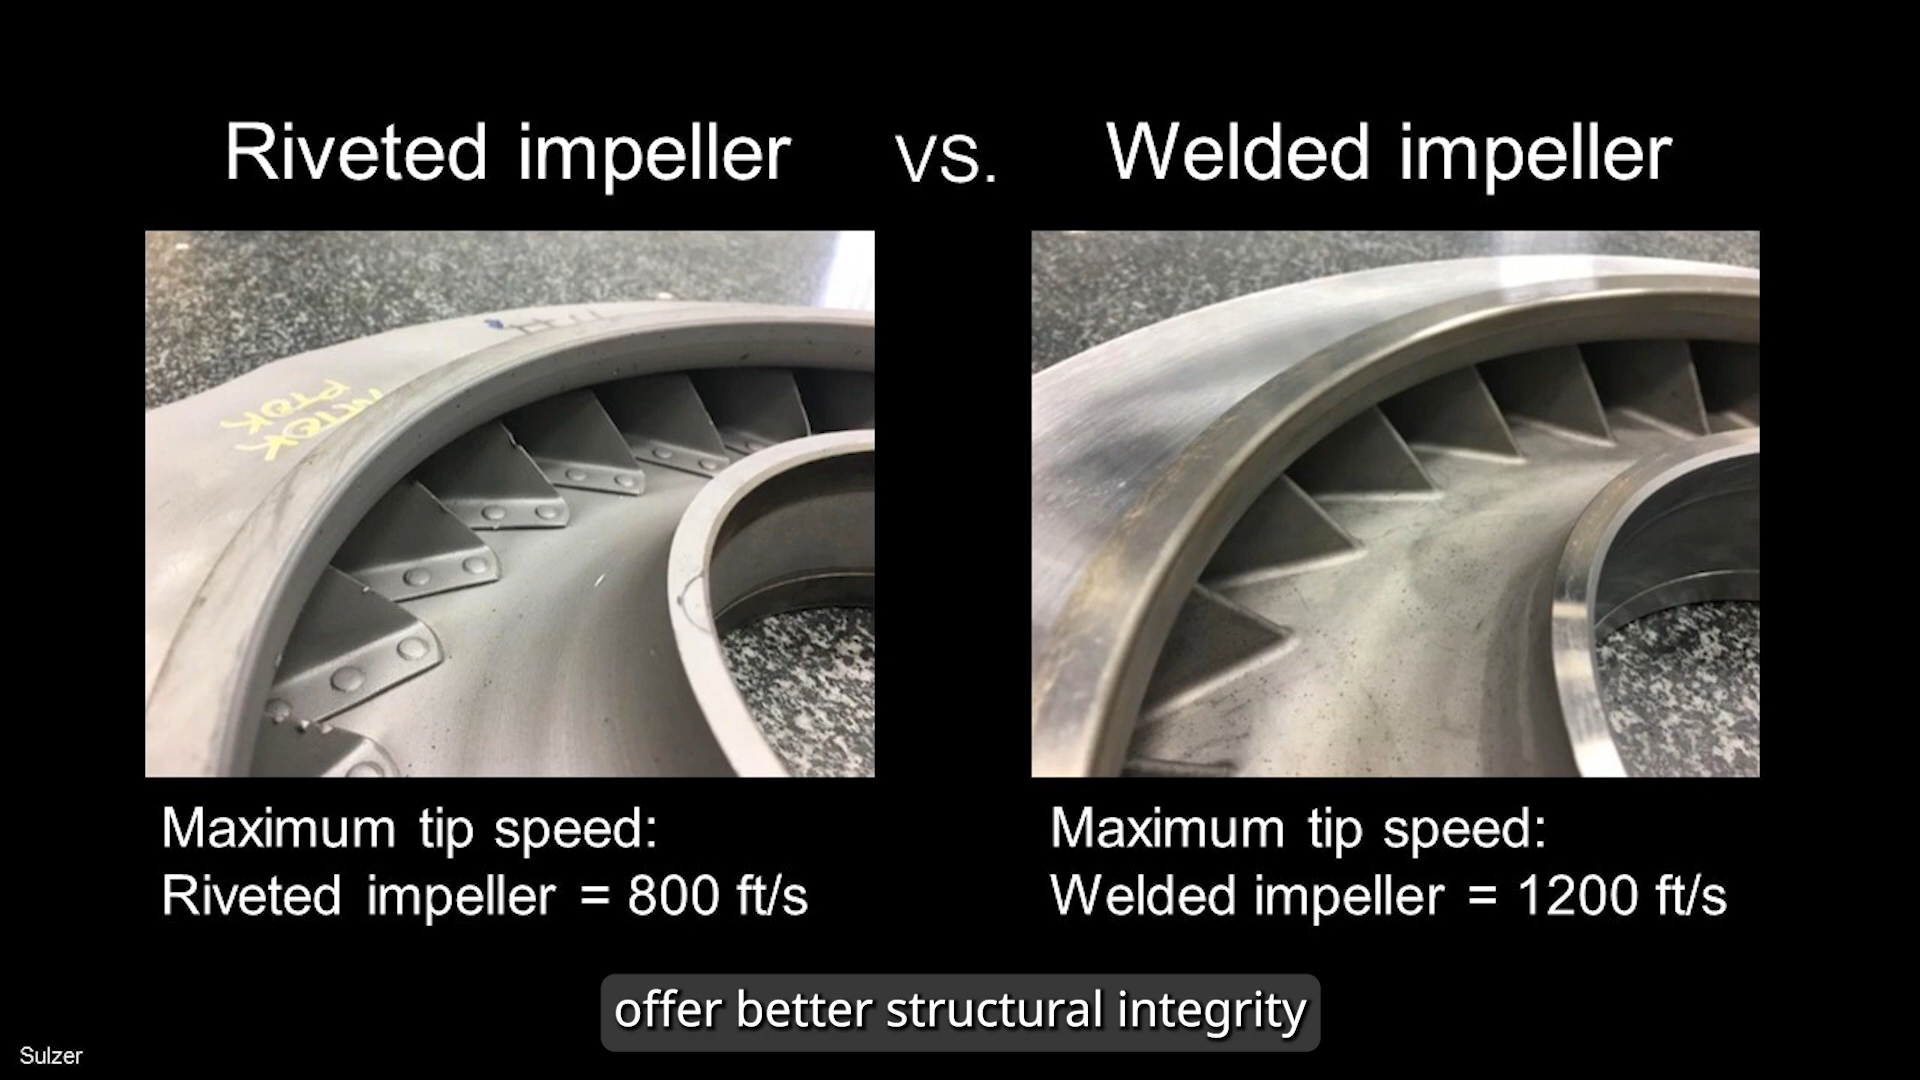 Riveted impeller vs. Welded impeller
Maximum tip speed:
Riveted impeller = 800 ft/s
Maximum tip speed:
Welded impeller = 1200 ft/s
offer better structural integrity
Sulzer